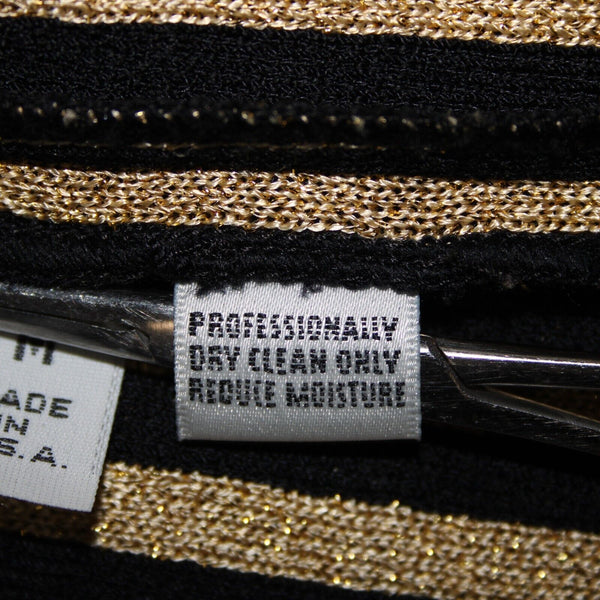 PROFESSIONALLY
DRY CLEAN ONLY
REDUCE MOISTURE
M
ADE
IN
S.A.